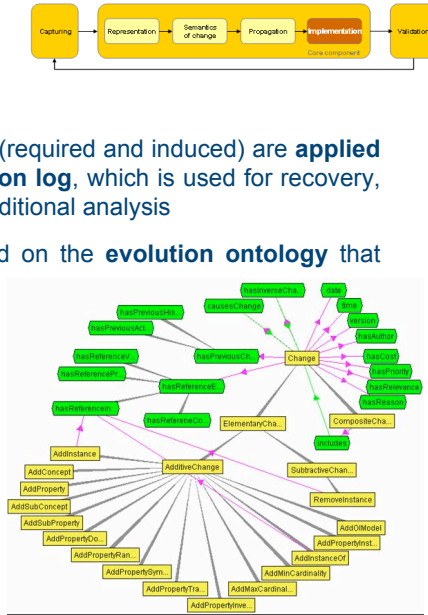 Capturing
Representation
Semantics
of change
Propagation
Implementation
Validation
Core component
(required and induced) are applied
on log, which is used for recovery,
ditional analysis
d on the evolution ontology that
hasInverseCha...
date
causesChange
time
hasPreviousHis...
version
hasPreviousAct...
hasAuthor
hasReferenceV...
hasPreviousCh...
Change
hasCost
hasReferencePr...
hasPriority
hasReferenceE...
hasRelevance
hasReferenceIn...
hasReason
hasReferenceCo...
ElementaryCha...
CompositeCha...
includes
AddInstance
AdditiveChange
SubtractiveChan...
AddConcept
AddProperty
RemoveInstance
AddSubConcept
AddSubProperty
AddOIModel
AddPropertyDo...
AddPropertyInst...
AddPropertyRan...
AddInstanceOf
AddPropertySym...
AddMinCardinality
AddPropertyTra...
AddMaxCardinal...
AddPropertyInve...